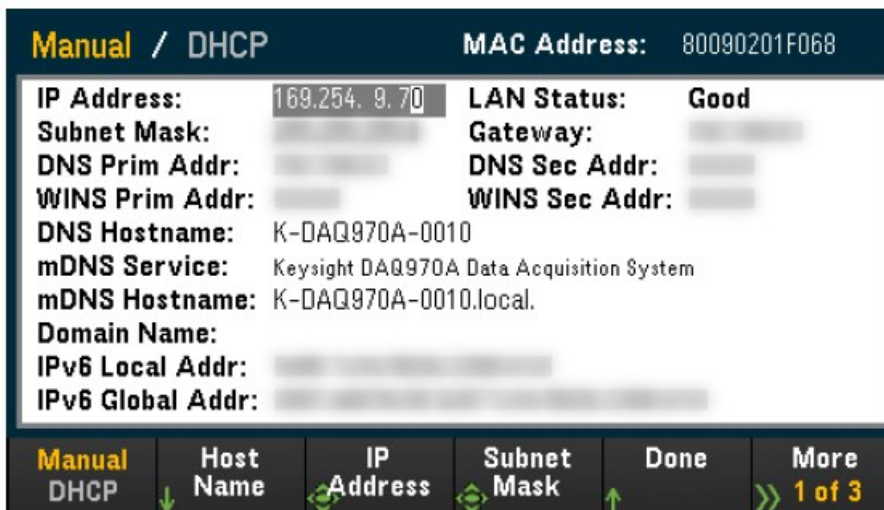 Manual / DHCP MAC Address: 80090201F068
IP Address: 169.254. 9. 70 LAN Status: Good
Subnet Mask: Gateway:
DNS Prim Addr: DNS Sec Addr:
WINS Prim Addr: WINS Sec Addr:
DNS Hostname: K-DAQ970A-0010
mDNS Service: Keysight DAQ970A Data Acquisition System
mDNS Hostname: K-DAQ970A-0010.local.
Domain Name:
IPv6 Local Addr:
IPv6 Global Addr:
Manual Host IP Subnet Done More
DHCP Name Address Mask 1 of 3